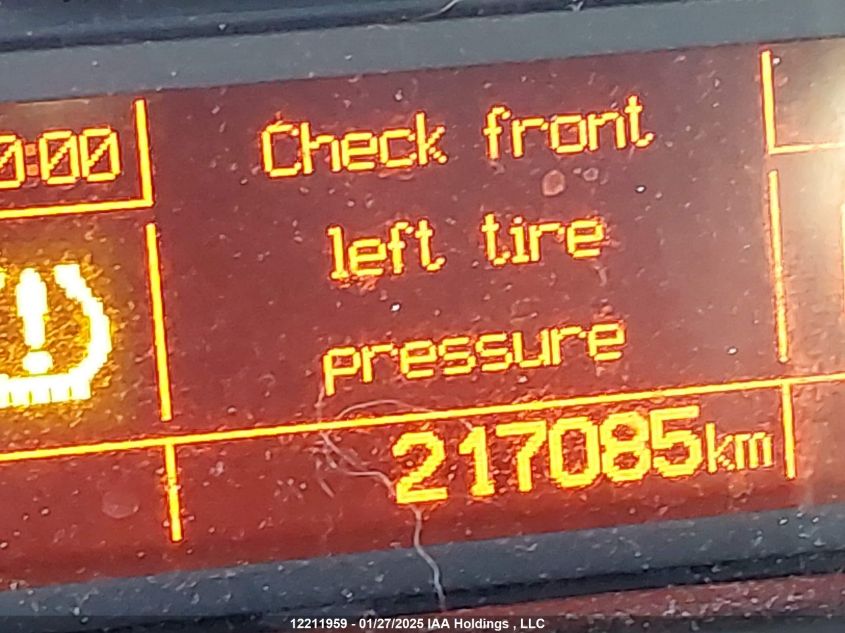 0:00
Check front
left tire
pressure
217085km
12211959 - 01/27/2025 IAA Holdings , LLC